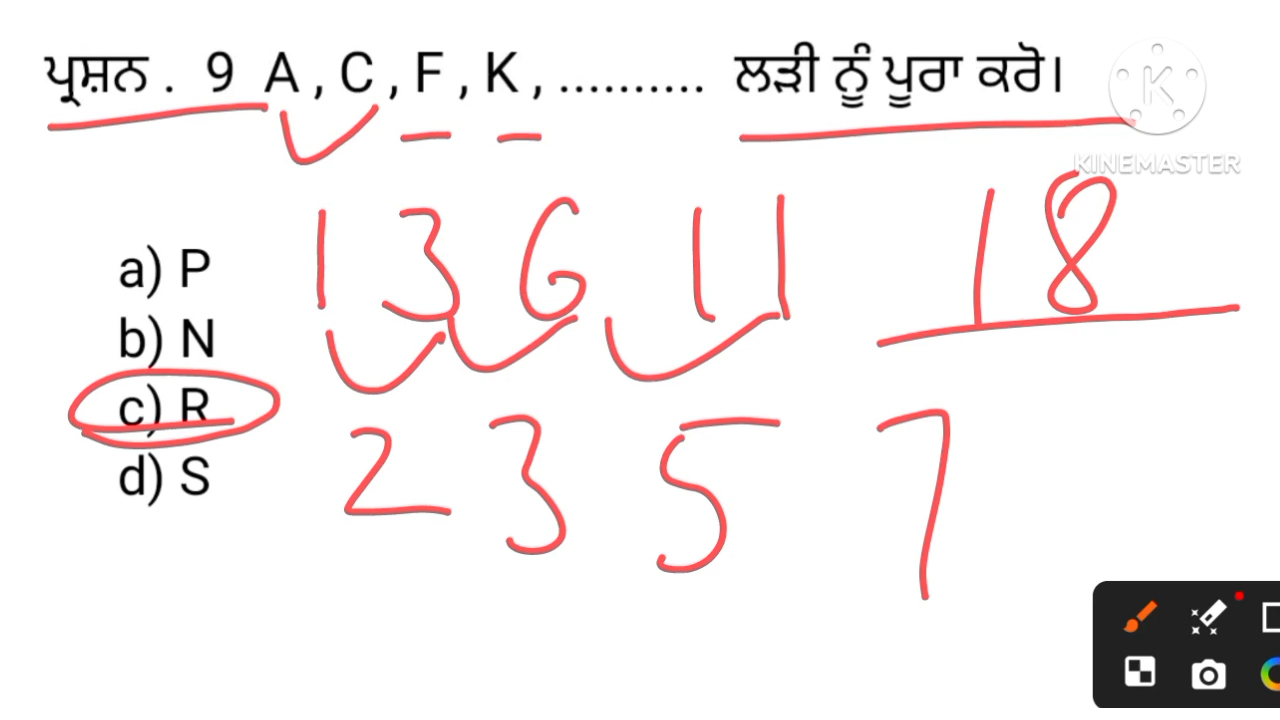 ਪ੍ਰਸ਼ਨ . 9 A , C , F , K , .......... ਲੜੀ ਨੂੰ ਪੂਰਾ ਕਰੋ।
K
KINEMASTER
1 3 6 11 18
a) P
b) N
c) R
d) S
2 3 5 7